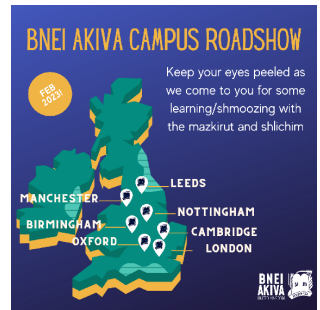 BNEI AKIVA CAMPUS ROADSHOW
FEB
2023!
Keep your eyes peeled as
we come to you for some
learning/shmoozing with
the mazkirut and shlichim
LEEDS
MANCHESTER
NOTTINGHAM
BIRMINGHAM
CAMBRIDGE
OXFORD
LONDON
BNEI
AKIVA